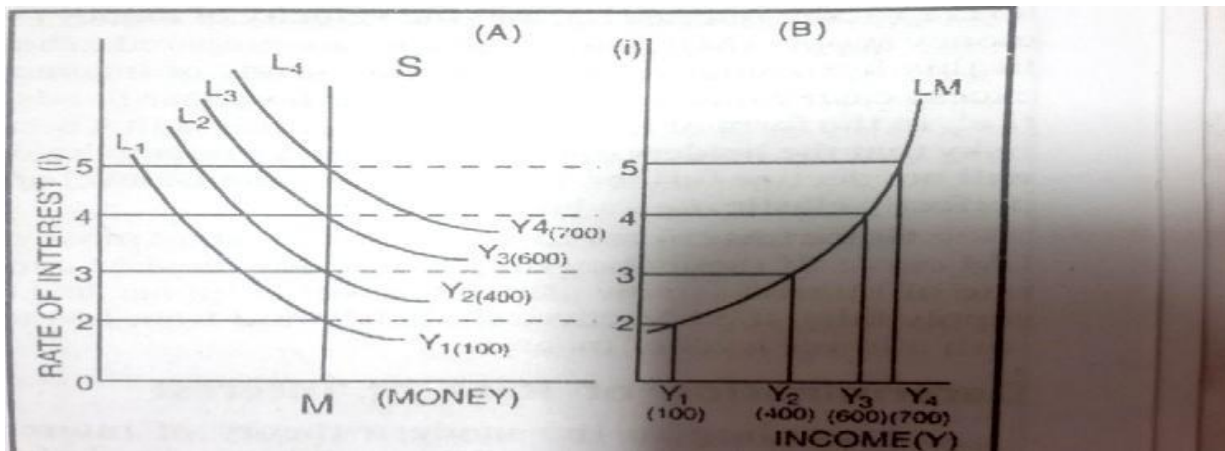 (A)
S
L4
L3
L2
L1
RATE OF INTEREST (i)
5
4
3
2
0
Y4(700)
Y3(600)
Y2(400)
Y1(100)
M
(MONEY)
(B)
(i)
LM
5
4
3
2
Y1 Y2 Y3 Y4
(100) (400) (600) (700)
INCOME(Y)